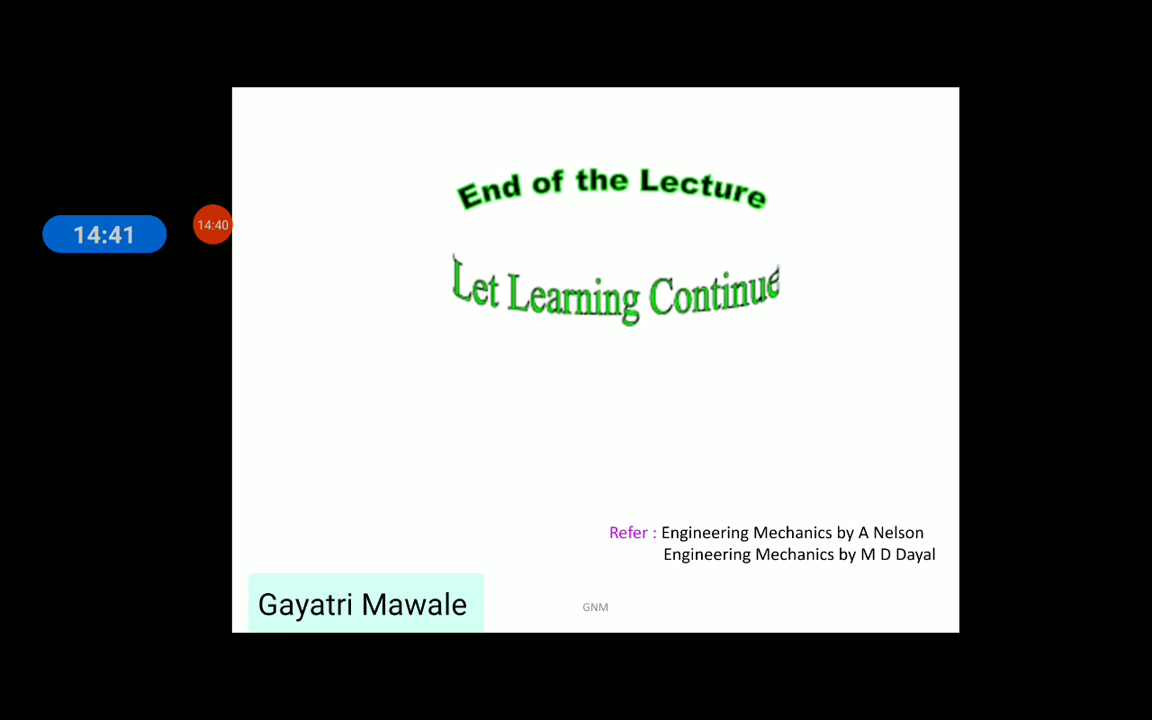 End of the Lecture
14:41
14:40
Let Learning Continue
Refer : Engineering Mechanics by A Nelson
Engineering Mechanics by M D Dayal
Gayatri Mawale
GNM